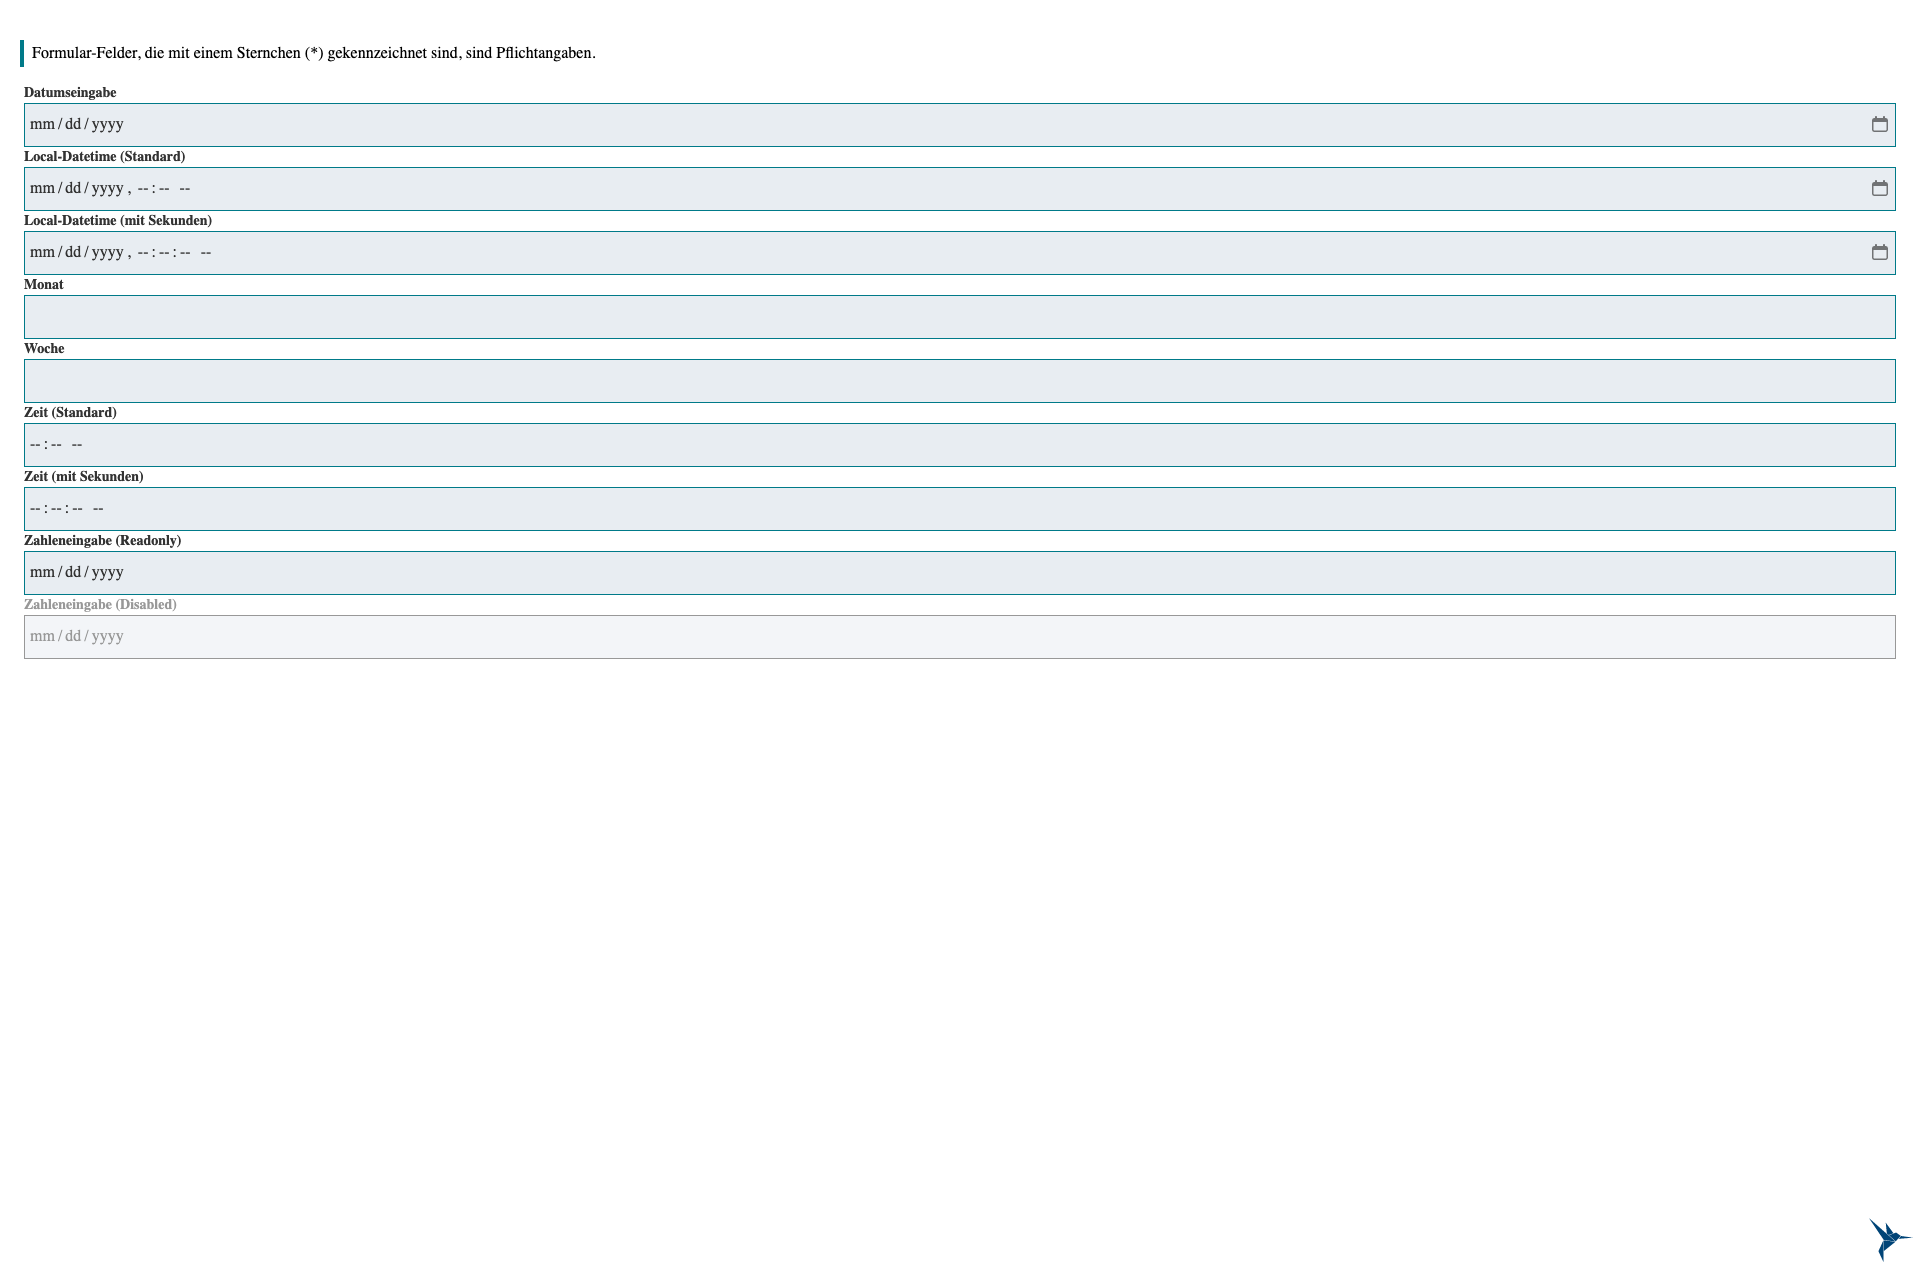 Formular-Felder, die mit einem Sternchen (*) gekennzeichnet sind, sind Pflichtangaben.
Datumseingabe
mm/dd/yyyy
Local-Datetime (Standard)
mm/dd/yyyy, --:-- --
Local-Datetime (mit Sekunden)
mm/dd/yyyy, --:--:-- --
Monat
Woche
Zeit (Standard)
--:-- --
Zeit (mit Sekunden)
--:--:-- --
Zahleneingabe (Readonly)
mm/dd/yyyy
Zahleneingabe (Disabled)
mm/dd/yyyy